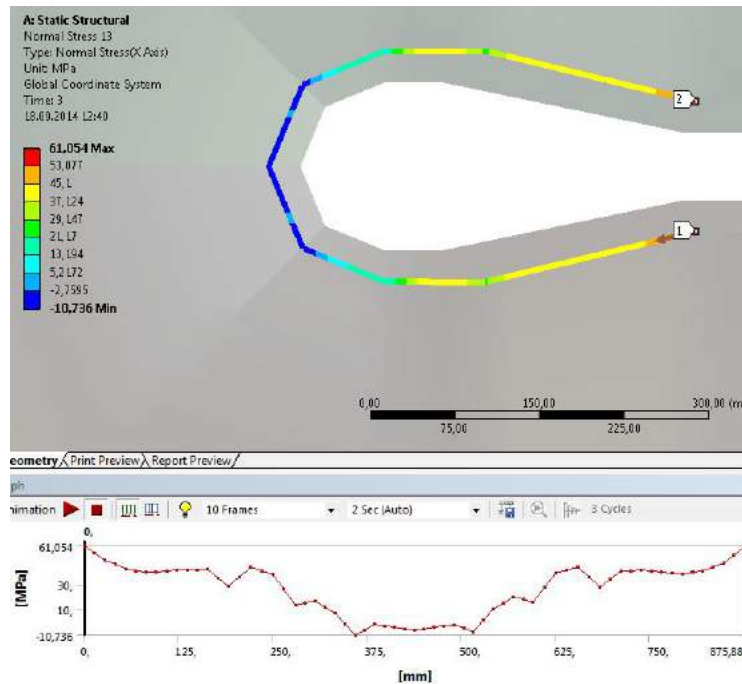 A: Static Structural
Normal Stress 13
Type: Normal Stress(X Axis)
Unit: MPa
Global Coordinate System
Time: 3
18.09.2014 12:40
61,054 Max
53,077
45,1
37,124
29,147
21,17
13,194
5,2172
-2,7595
-10,736 Min
2
1
0,00 150,00 300,00 (m
75,00 225,00
eometry Print Preview Report Preview
ph
nimation 10 Frames 2 Sec (Auto) 3 Cycles
0,
61,054
30,
10,
-10,736
[MPa]
0, 125, 250, 375, 500, 625, 750, 875,88
[mm]